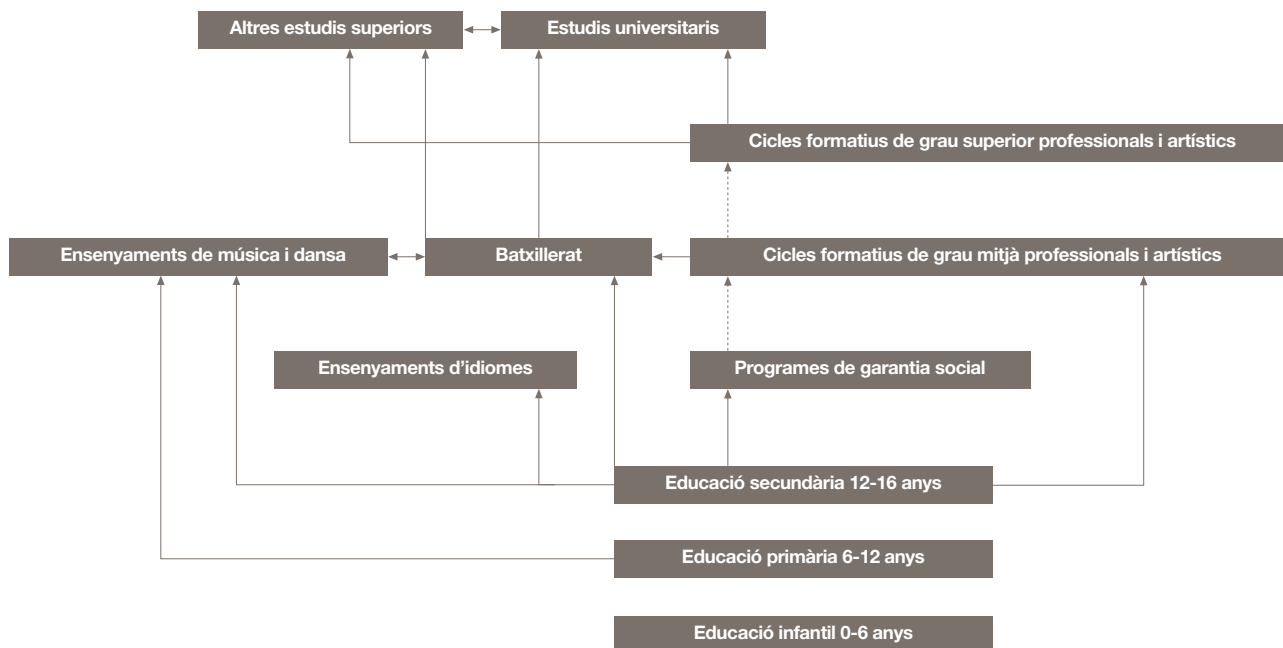 Altres estudis superiors
Estudis universitaris
Cicles formatius de grau superior professionals i artístics
Ensenyaments de música i dansa
Batxillerat
Cicles formatius de grau mitjà professionals i artístics
Ensenyaments d'idiomes
Programes de garantia social
Educació secundària 12-16 anys
Educació primària 6-12 anys
Educació infantil 0-6 anys